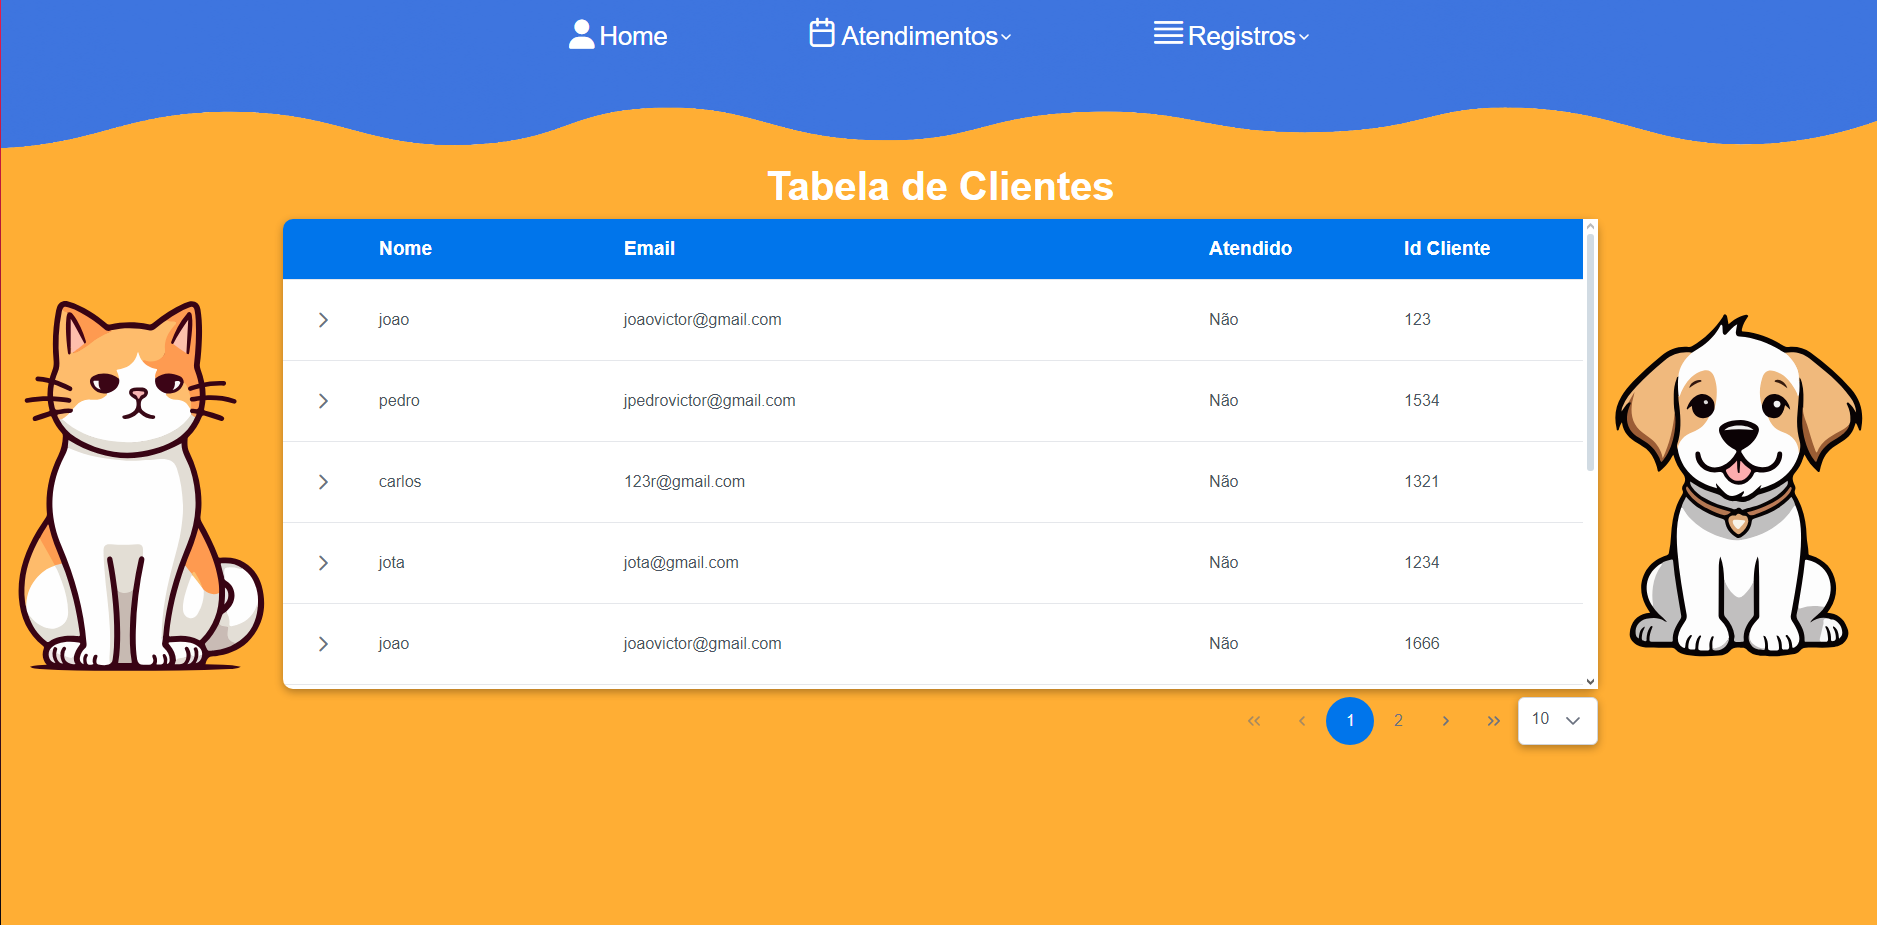 Home Atendimentos Registros
Tabela de Clientes
Nome Email Atendido Id Cliente
joao joaovictor@gmail.com Não 123
pedro jpedrovictor@gmail.com Não 1534
carlos 123r@gmail.com Não 1321
jota jota@gmail.com Não 1234
joao joaovictor@gmail.com Não 1666
1 2 10